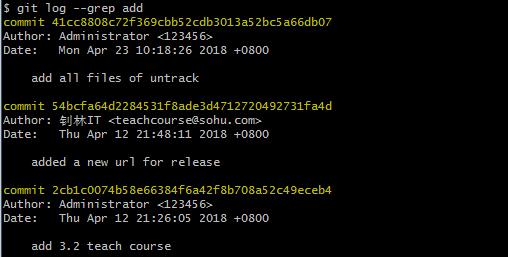 $ git log --grep add
commit 41cc8808c72f369cbb52cdb3013a52bc5a66db07
Author: Administrator <123456>
Date:   Mon Apr 23 10:18:26 2018 +0800
    add all files of untrack
commit 54bcfa64d2284531f8ade3d4712720492731fa4d
Author: 钊林IT <teachcourse@sohu.com>
Date:   Thu Apr 12 21:48:11 2018 +0800
    added a new url for release
commit 2cb1c0074b58e66384f6a42f8b708a52c49eceb4
Author: Administrator <123456>
Date:   Thu Apr 12 21:26:05 2018 +0800
    add 3.2 teach course